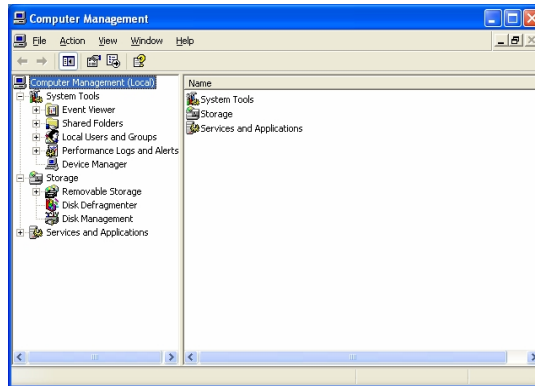 Computer Management
File Action View Window Help
Computer Management (Local)
System Tools
Event Viewer
Shared Folders
Local Users and Groups
Performance Logs and Alerts
Device Manager
Storage
Removable Storage
Disk Defragmenter
Disk Management
Services and Applications
Name
System Tools
Storage
Services and Applications